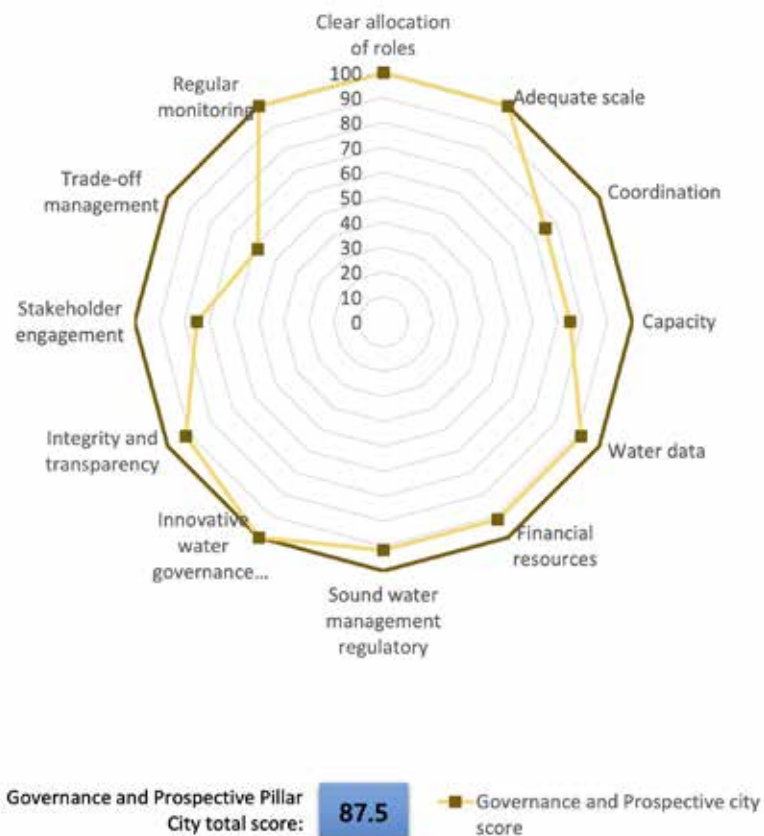 Clear allocation
of roles
Regular
monitoring
Adequate scale
Trade-off
management
Coordination
Stakeholder
engagement
Capacity
Integrity and
transparency
Water data
Innovative
water
governance...
Financial
resources
Sound water
management
regulatory
100
90
80
70
60
50
40
30
20
10
0
Governance and Prospective Pillar
City total score:
87.5
Governance and Prospective city
score